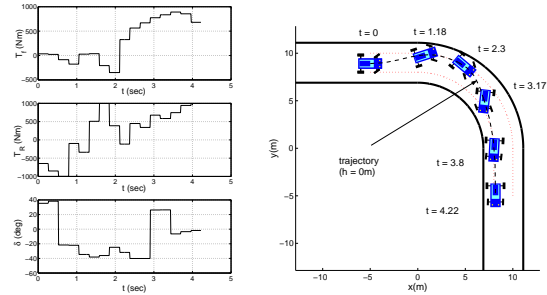 1000
500
0
−500
T_f (Nm)
0 1 2 3 4 5
t (sec)
1000
500
0
−500
−1000
T_R (Nm)
0 1 2 3 4 5
t (sec)
40
20
0
−20
−40
−60
δ (deg)
0 1 2 3 4 5
t (sec)
t = 0
t = 1.18
t = 2.3
t = 3.17
t = 3.8
t = 4.22
trajectory
(h = 0m)
10
5
0
−5
−10
y(m)
−10 −5 0 5 10
x(m)